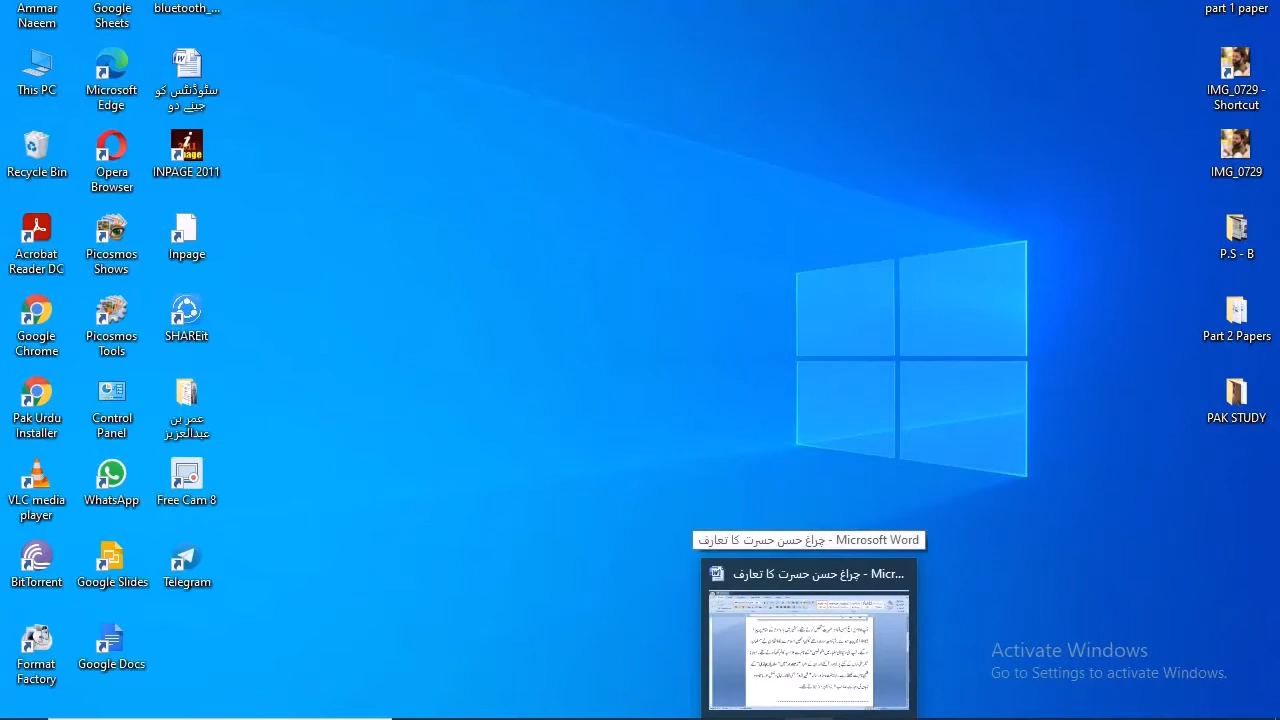 Ammar
Naeem
Google
Sheets
bluetooth_...
part 1 paper
This PC
Microsoft
Edge
سٹوڈنٹس کو
جینے دو
IMG_0729 -
Shortcut
Recycle Bin
Opera
Browser
INPAGE 2011
IMG_0729
Acrobat
Reader DC
Picosmos
Shows
Inpage
P.S - B
Google
Chrome
Picosmos
Tools
SHAREit
Part 2 Papers
Pak Urdu
Installer
Control
Panel
عمر بن
عبدالعزیز
PAK STUDY
VLC media
player
WhatsApp
Free Cam 8
چراغ حسن حسرت کا تعارف - Microsoft Word
چراغ حسن حسرت کا تعارف - Micr...
BitTorrent
Google Slides
Telegram
Format
Factory
Google Docs
Activate Windows
Go to Settings to activate Windows.